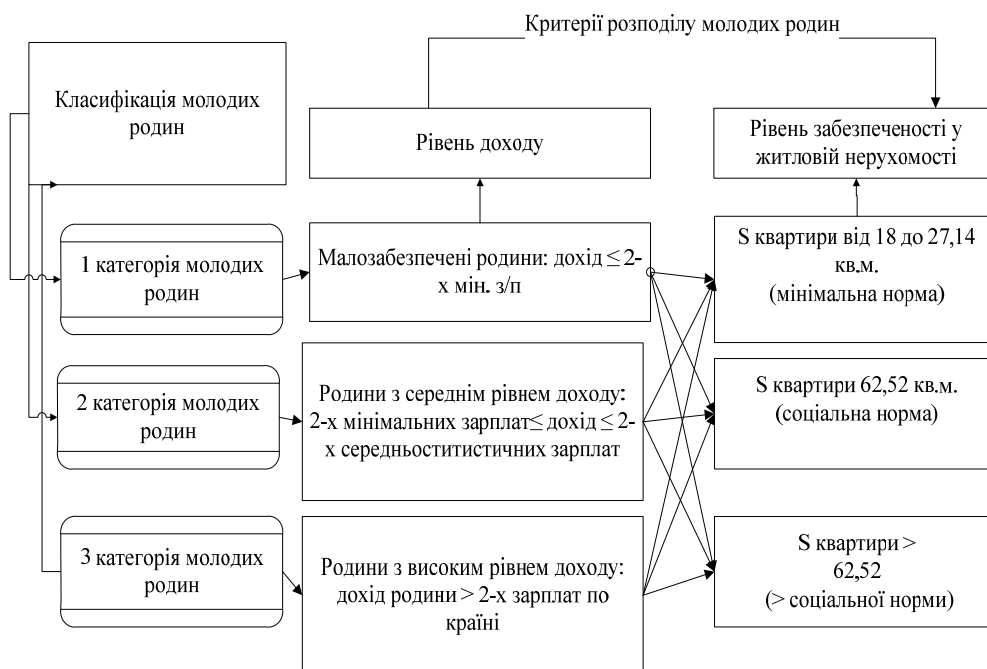 Критерії розподілу молодих родин
Класифікація молодих
родин
Рівень доходу
Рівень забезпеченості у
житловій нерухомості
1 категорія молодих
родин
Малозабезпечені родини: дохід ≤ 2-
х мін. з/п
S квартири від 18 до 27,14
кв.м.
(мінімальна норма)
2 категорія молодих
родин
Родини з середнім рівнем доходу:
2-х мінімальних зарплат≤ дохід ≤ 2-
х середньоститистичних зарплат
S квартири 62,52 кв.м.
(соціальна норма)
3 категорія молодих
родин
Родини з високим рівнем доходу:
дохід родини > 2-х зарплат по
країні
S квартири >
62,52
(> соціальної норми)